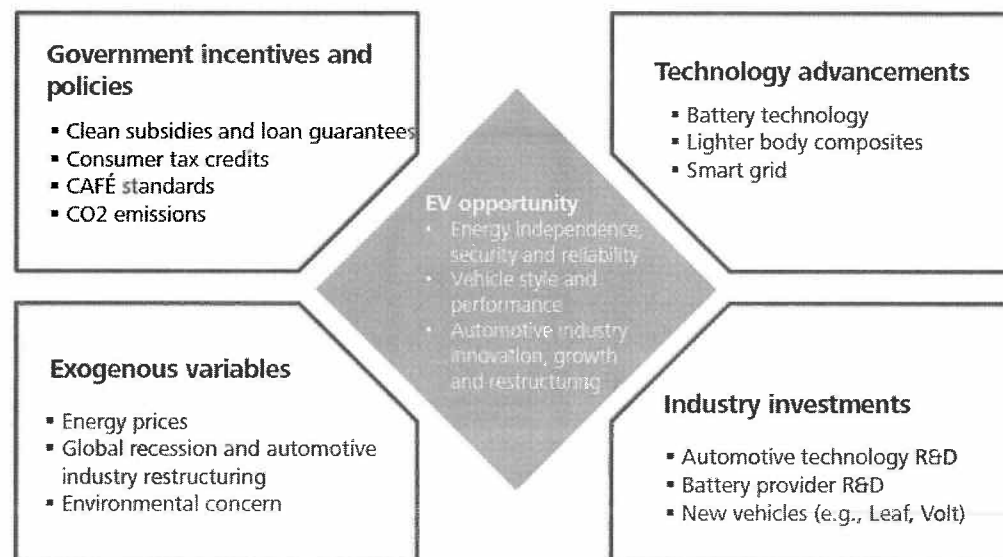 Government incentives and
policies
▪ Clean subsidies and loan guarantees
▪ Consumer tax credits
▪ CAFÉ standards
▪ CO2 emissions
Technology advancements
▪ Battery technology
▪ Lighter body composites
▪ Smart grid
EV opportunity
• Energy independence,
security and reliability
• Vehicle style and
performance
• Automotive industry
innovation, growth
and restructuring
Exogenous variables
▪ Energy prices
▪ Global recession and automotive
industry restructuring
▪ Environmental concern
Industry investments
▪ Automotive technology R&D
▪ Battery provider R&D
▪ New vehicles (e.g., Leaf, Volt)